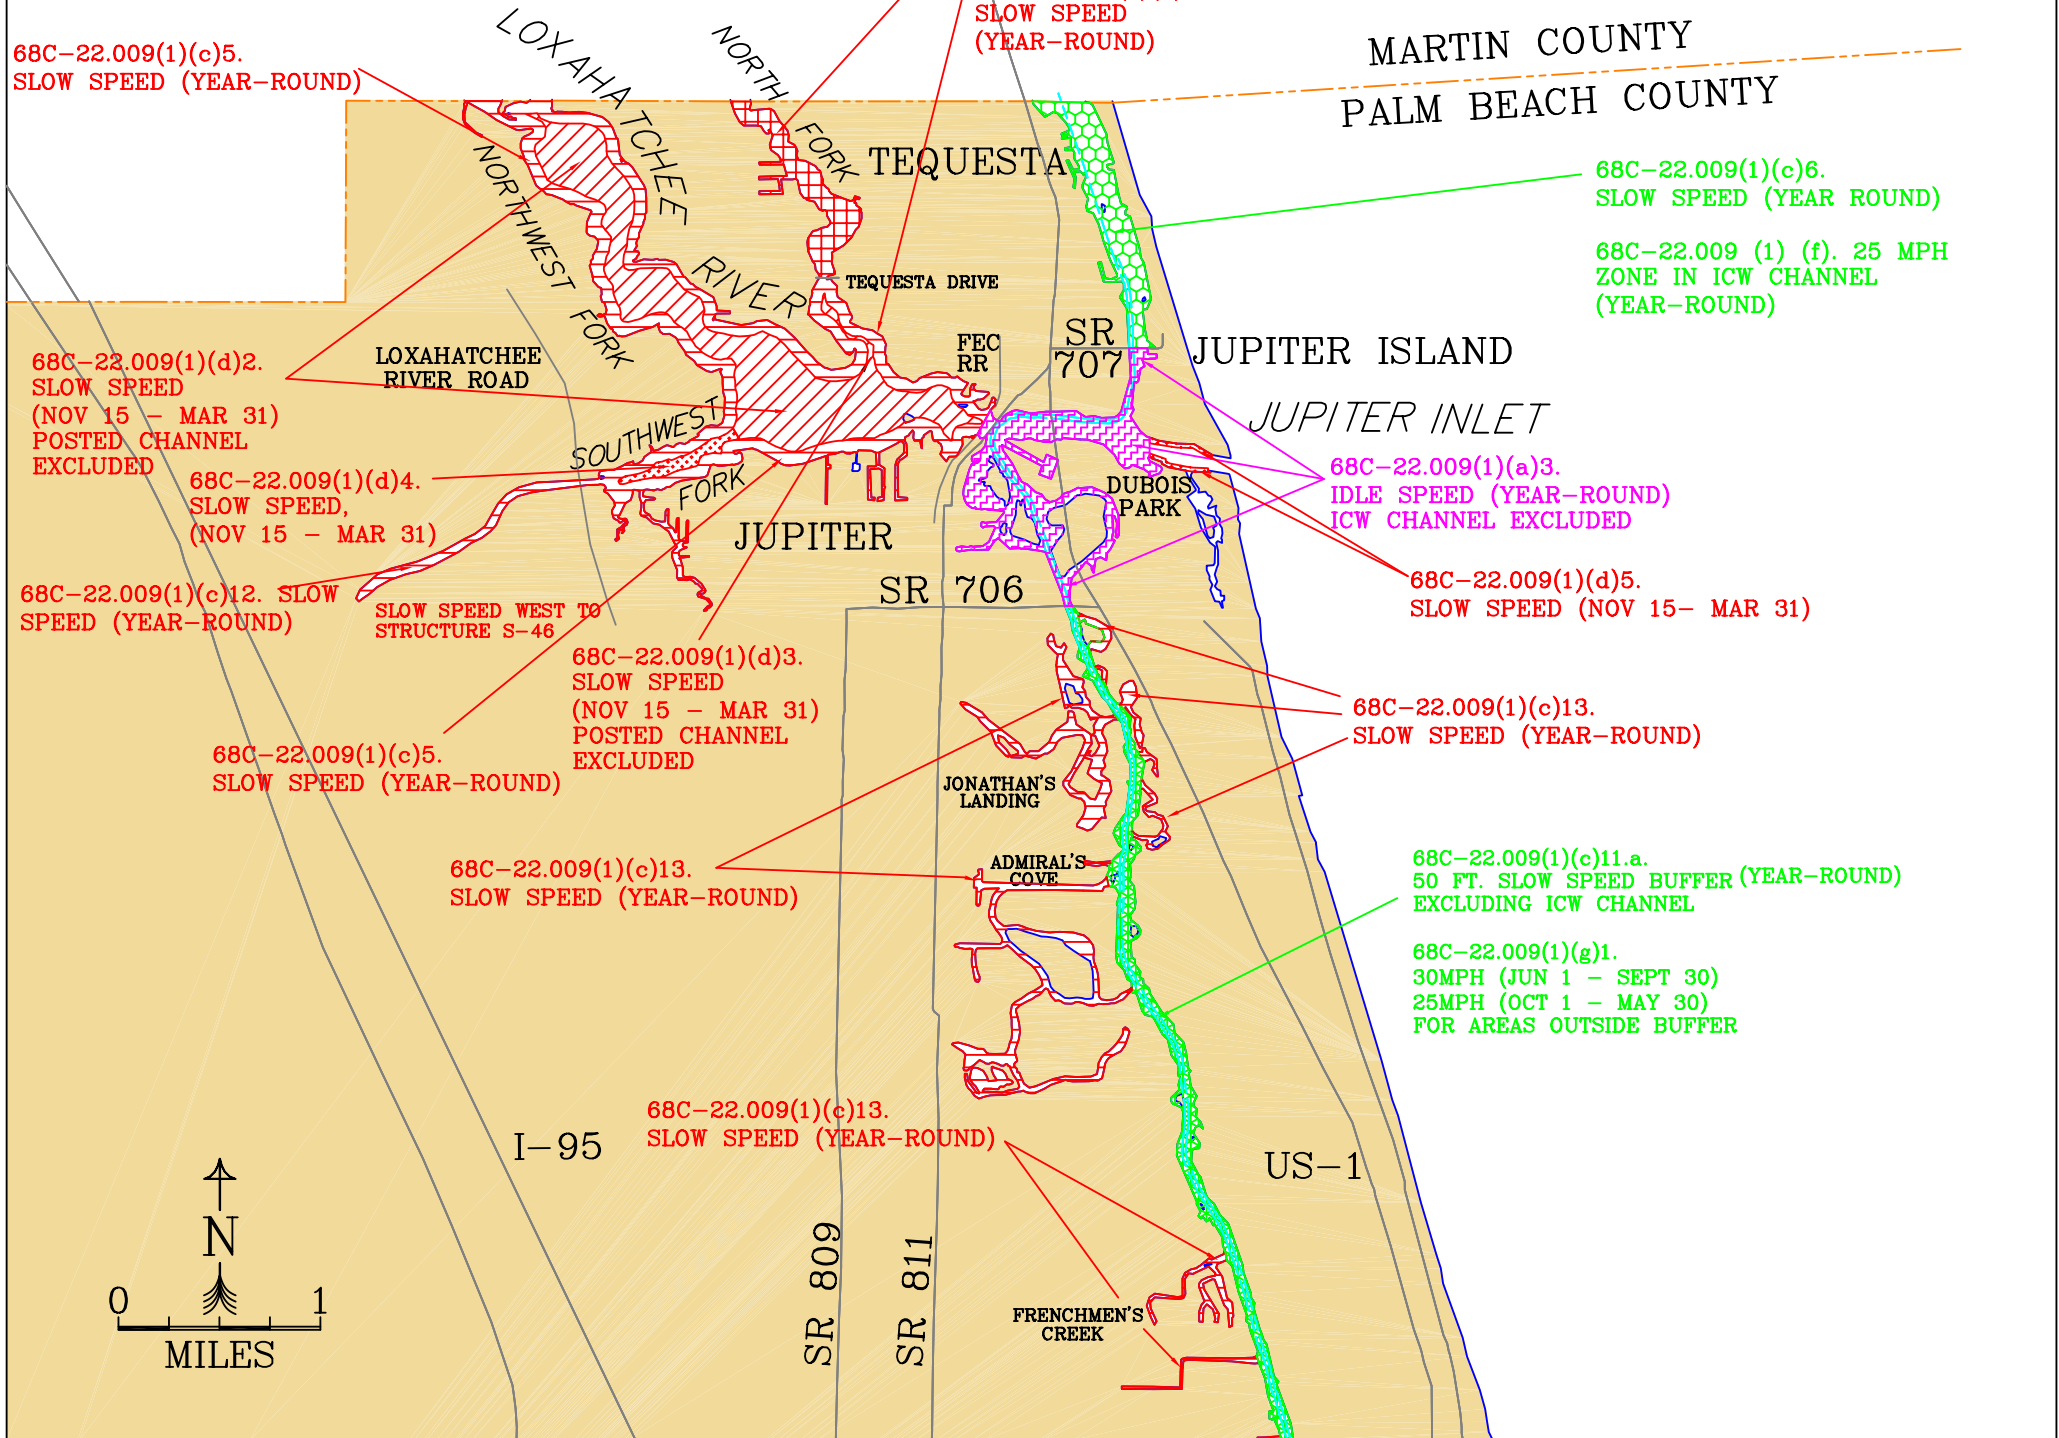 SLOW SPEED
(YEAR-ROUND)
MARTIN COUNTY
PALM BEACH COUNTY
68C-22.009(1)(c)5.
SLOW SPEED (YEAR-ROUND)
LOXAHATCHEE
RIVER
NORTH
FORK
NORTHWEST FORK
TEQUESTA
TEQUESTA DRIVE
68C-22.009(1)(c)6.
SLOW SPEED (YEAR ROUND)
68C-22.009 (1) (f). 25 MPH
ZONE IN ICW CHANNEL
(YEAR-ROUND)
FEC
RR
SR
707
JUPITER ISLAND
JUPITER INLET
68C-22.009(1)(d)2.
SLOW SPEED
(NOV 15 - MAR 31)
POSTED CHANNEL
EXCLUDED
LOXAHATCHEE
RIVER ROAD
SOUTHWEST
FORK
68C-22.009(1)(d)4.
SLOW SPEED,
(NOV 15 - MAR 31)
JUPITER
DUBOIS
PARK
68C-22.009(1)(a)3.
IDLE SPEED (YEAR-ROUND)
ICW CHANNEL EXCLUDED
68C-22.009(1)(d)5.
SLOW SPEED (NOV 15- MAR 31)
SR 706
68C-22.009(1)(c)12. SLOW
SPEED (YEAR-ROUND)
SLOW SPEED WEST TO
STRUCTURE S-46
68C-22.009(1)(d)3.
SLOW SPEED
(NOV 15 - MAR 31)
POSTED CHANNEL
EXCLUDED
68C-22.009(1)(c)5.
SLOW SPEED (YEAR-ROUND)
68C-22.009(1)(c)13.
SLOW SPEED (YEAR-ROUND)
JONATHAN'S
LANDING
68C-22.009(1)(c)13.
SLOW SPEED (YEAR-ROUND)
ADMIRAL'S
COVE
68C-22.009(1)(c)11.a.
50 FT. SLOW SPEED BUFFER (YEAR-ROUND)
EXCLUDING ICW CHANNEL
68C-22.009(1)(g)1.
30MPH (JUN 1 - SEPT 30)
25MPH (OCT 1 - MAY 30)
FOR AREAS OUTSIDE BUFFER
68C-22.009(1)(c)13.
SLOW SPEED (YEAR-ROUND)
I-95
US-1
SR 809
SR 811
FRENCHMEN'S
CREEK
N
0 1
MILES